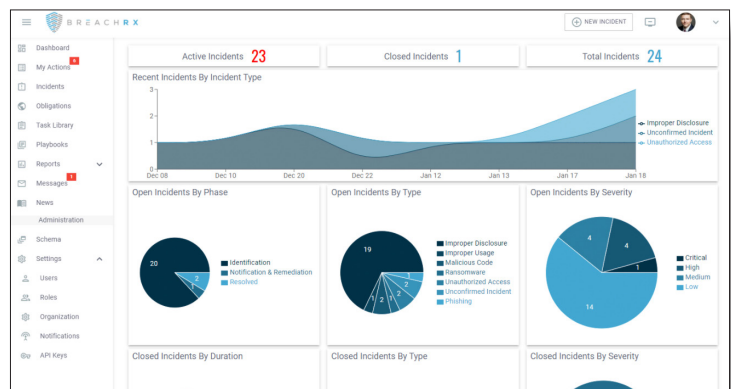 BREACHRX
NEW INCIDENT
Dashboard
My Actions
8
Incidents
Obligations
Task Library
Playbooks
Reports
Messages
1
News
Administration
Schema
Settings
Users
Roles
Organization
Notifications
API Keys
Active Incidents 23
Closed Incidents 1
Total Incidents 24
Recent Incidents By Incident Type
3
2
1
0
Dec 08 Dec 10 Dec 20 Dec 22 Jan 12 Jan 13 Jan 17 Jan 18
Improper Disclosure
Unconfirmed Incident
Unauthorized Access
Open Incidents By Phase
20
2
1
Identification
Notification & Remediation
Resolved
Open Incidents By Type
19
1
2
2
1
2
1
Improper Disclosure
Improper Usage
Malicious Code
Ransomware
Unauthorized Access
Unconfirmed Incident
Phishing
Open Incidents By Severity
4
4
1
14
Critical
High
Medium
Low
Closed Incidents By Duration
Closed Incidents By Type
Closed Incidents By Severity